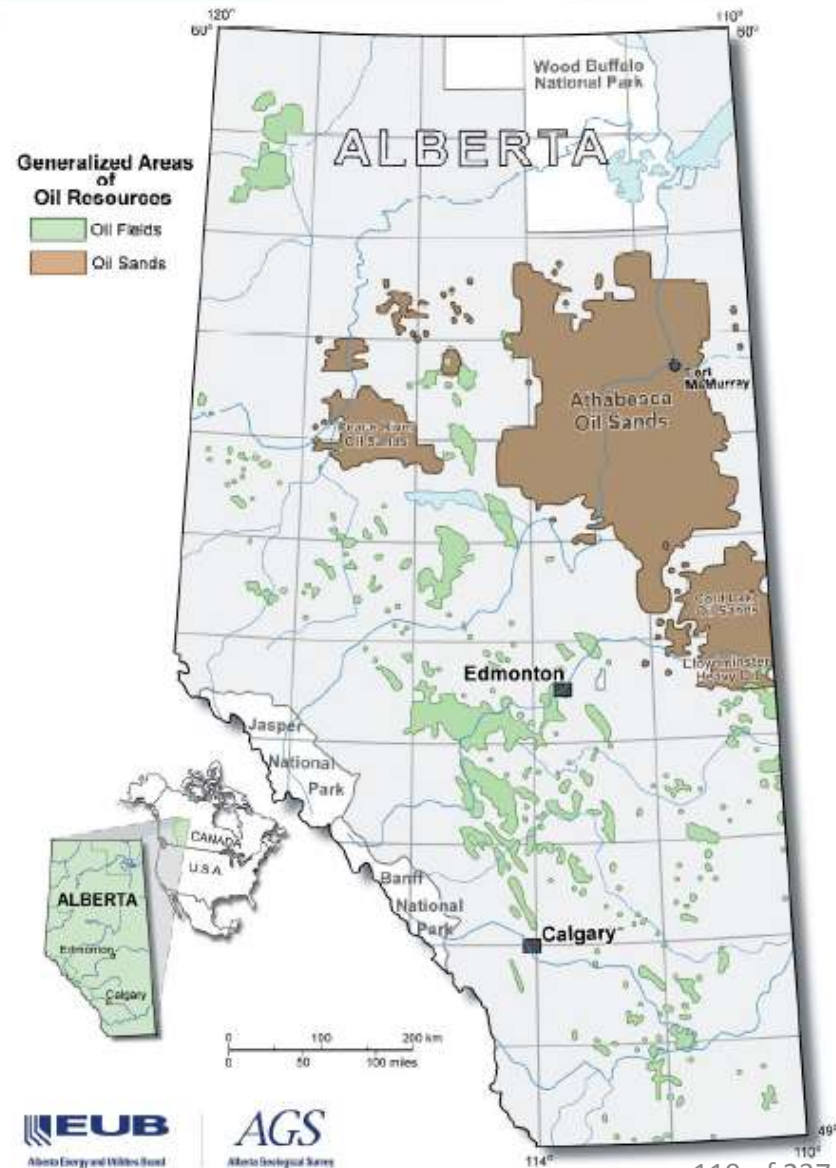 120°
60°
110°
60°
Wood Buffalo
National Park
ALBERTA
Generalized Areas
of
Oil Resources
Oil Fields
Oil Sands
Fort
McMurray
Athabasca
Oil Sands
Peace River
Oil Sands
Cold Lake
Oil Sands
Lloydminster
Heavy Oil
Edmonton
Jasper
National
Park
CANADA
U.S.A.
ALBERTA
Edmonton
Calgary
Banff
National
Park
Calgary
0 100 200 km
0 50 100 miles
EUB
Alberta Energy and Utilities Board
AGS
Alberta Geological Survey
114°
49°
110°